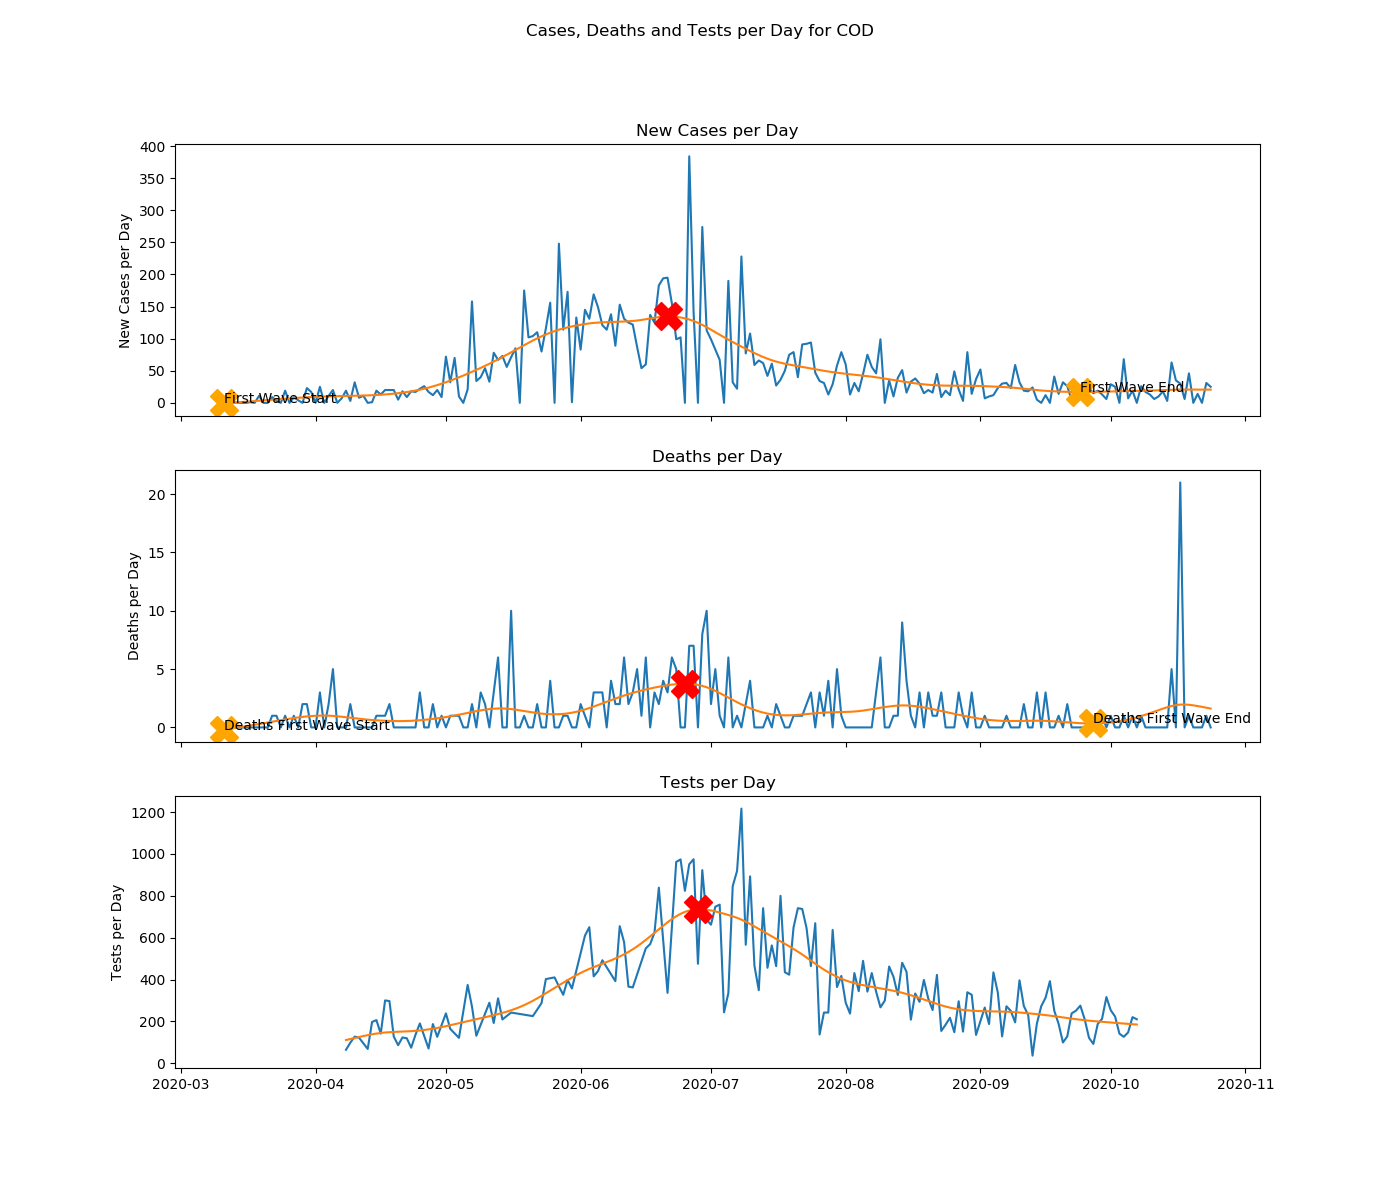 Cases, Deaths and Tests per Day for COD
New Cases per Day
400
350
300
250
200
150
100
50
0
New Cases per Day
First Wave Start
First Wave End
Deaths per Day
20
15
10
5
0
Deaths per Day
Deaths First Wave Start
Deaths First Wave End
Tests per Day
1200
1000
800
600
400
200
0
Tests per Day
2020-03 2020-04 2020-05 2020-06 2020-07 2020-08 2020-09 2020-10 2020-11